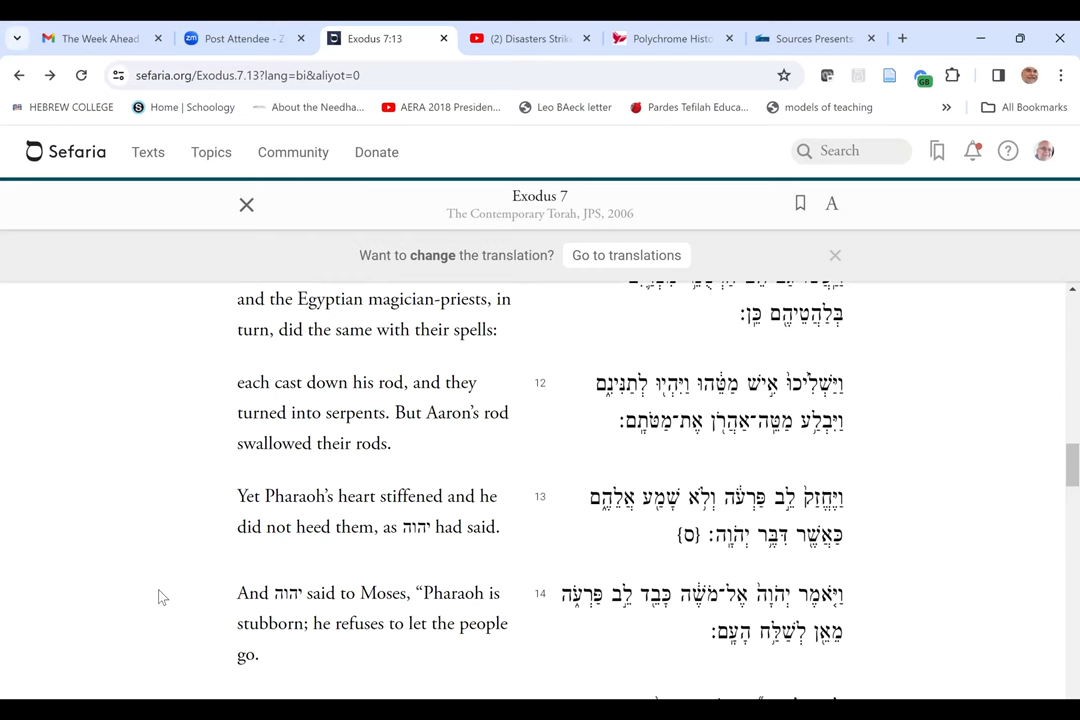 The Week Ahead
Post Attendee - Z
Exodus 7:13
(2) Disasters Strik
Polychrome Histo
Sources Presents:
sefaria.org/Exodus.7.13?lang=bi&aliyot=0
GB
HEBREW COLLEGE
Home | Schoology
About the Needha...
AERA 2018 Presiden...
Leo BAeck letter
Pardes Tefilah Educa...
models of teaching
All Bookmarks
Sefaria
Texts
Topics
Community
Donate
Search
Exodus 7
The Contemporary Torah, JPS, 2006
A
Want to change the translation?
Go to translations
and the Egyptian magician-priests, in
turn, did the same with their spells:
בְּלַהֲטֵיהֶ֖ם כֵּֽן׃
each cast down his rod, and they
turned into serpents. But Aaron’s rod
swallowed their rods.
12
וַיַּשְׁלִ֙יכוּ֙ אִ֣ישׁ מַטֵּ֔הוּ וַיִּהְי֖וּ לְתַנִּינִ֑ם
וַיִּבְלַ֥ע מַטֵּֽה־אַהֲרֹ֖ן אֶת־מַטֹּתָֽם׃
Yet Pharaoh’s heart stiffened and he
did not heed them, as יהוה had said.
13
וַיֶּחֱזַק֙ לֵ֣ב פַּרְעֹ֔ה וְלֹ֥א שָׁמַ֖ע אֲלֵהֶ֑ם
כַּאֲשֶׁ֖ר דִּבֶּ֥ר יְהֹוָֽה׃ {ס}
And יהוה said to Moses, “Pharaoh is
stubborn; he refuses to let the people
go.
14
וַיֹּ֤אמֶר יְהֹוָה֙ אֶל־מֹשֶׁ֔ה כָּבֵ֖ד לֵ֣ב פַּרְעֹ֑ה
מֵאֵ֖ן לְשַׁלַּ֥ח הָעָֽם׃